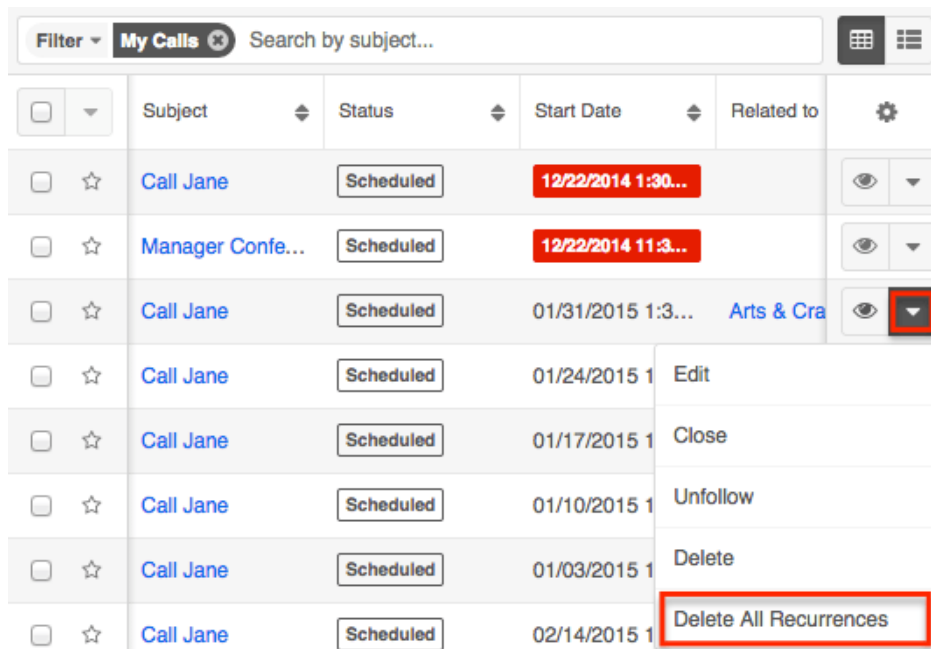 Filter My Calls Search by subject...
Subject Status Start Date Related to
Call Jane Scheduled 12/22/2014 1:30...
Manager Confe... Scheduled 12/22/2014 11:3...
Call Jane Scheduled 01/31/2015 1:3... Arts & Cra
Call Jane Scheduled 01/24/2015 1 Edit
Call Jane Scheduled 01/17/2015 1 Close
Call Jane Scheduled 01/10/2015 1 Unfollow
Call Jane Scheduled 01/03/2015 1 Delete
Call Jane Scheduled 02/14/2015 1 Delete All Recurrences